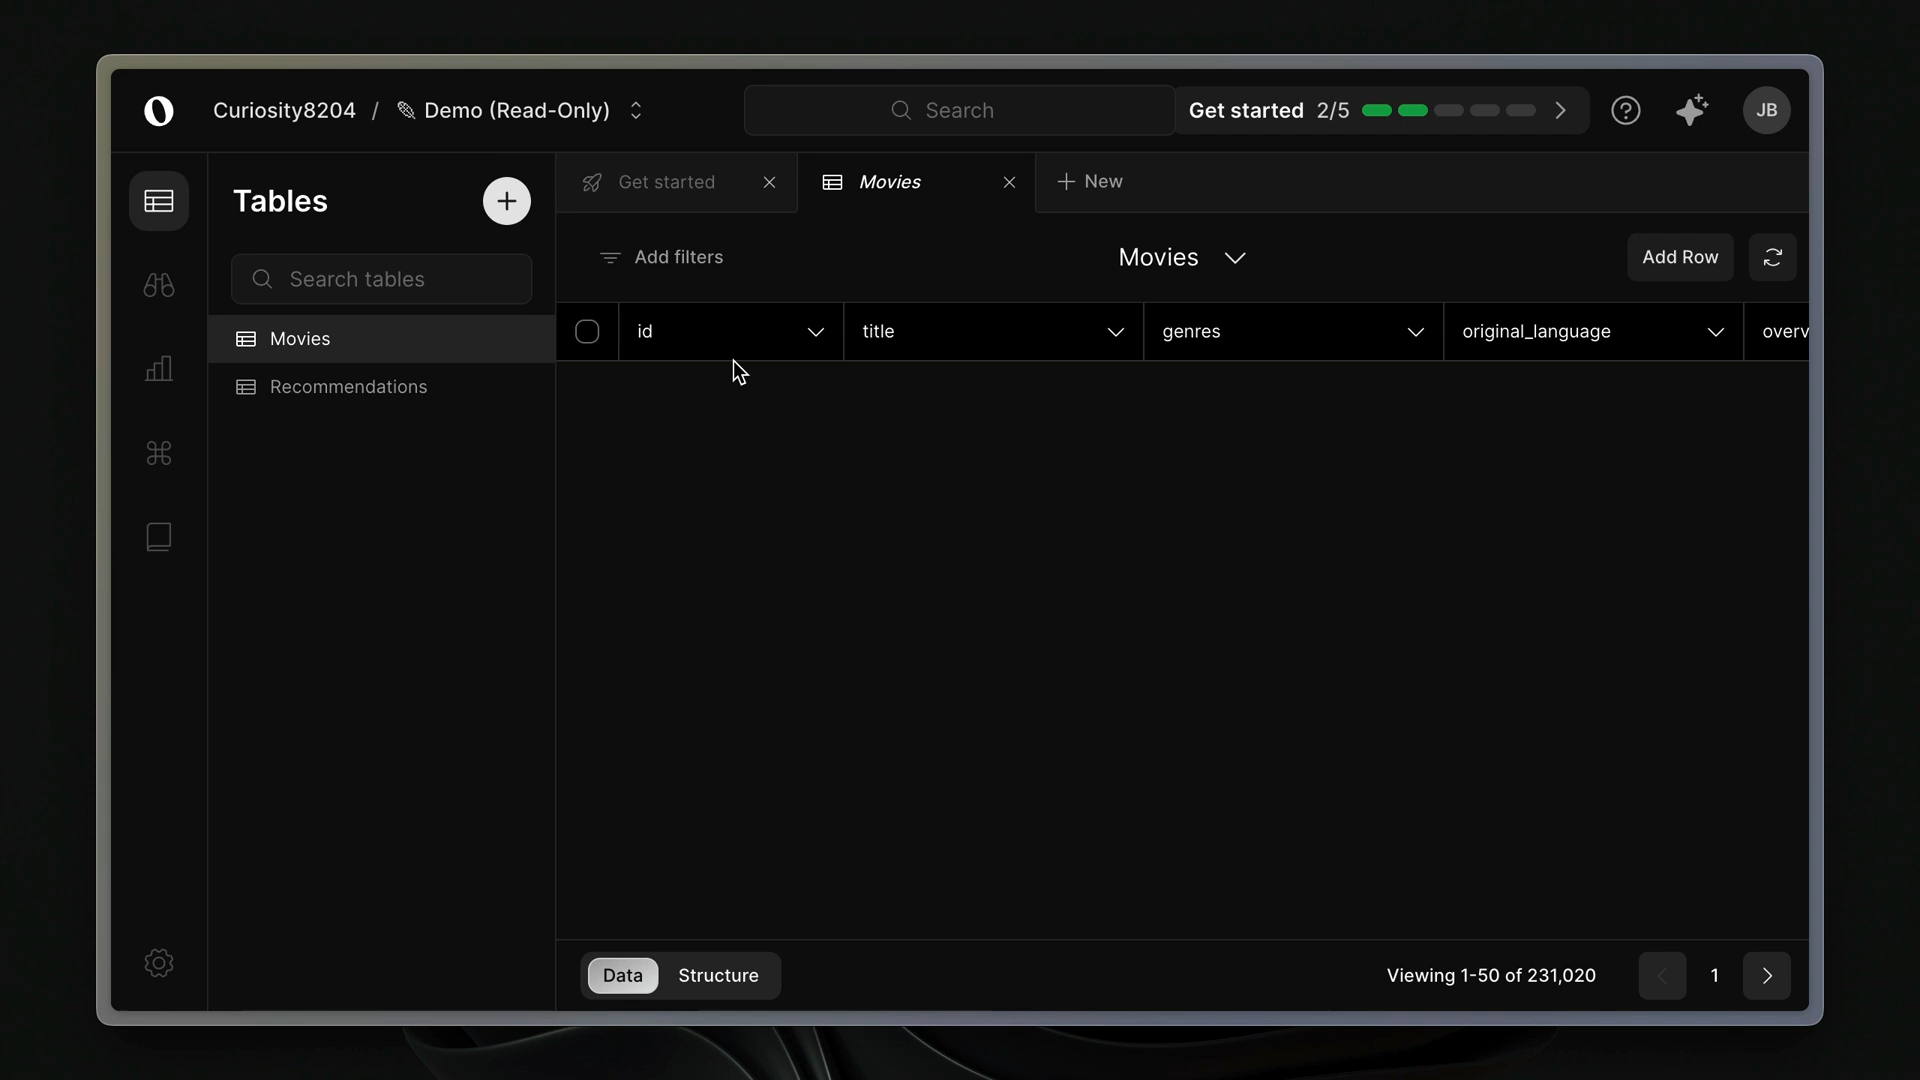 Curiosity8204 / Demo (Read-Only)
Search
Get started 2/5
JB
Tables
Search tables
Movies
Recommendations
Get started
Movies
New
Add filters
Movies
Add Row
id
title
genres
original_language
overv
Data
Structure
Viewing 1-50 of 231,020
1